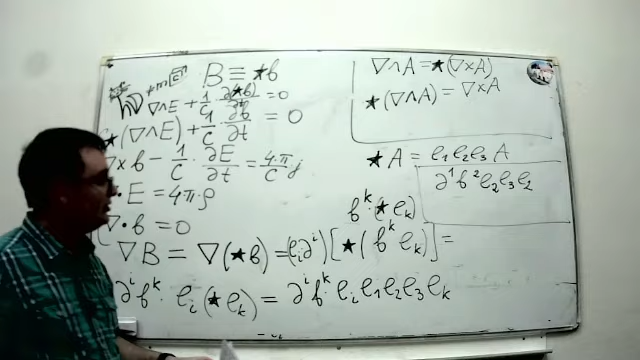 B ≡ ★b
∇∧E + 1/c ∂(★b)/∂t = 0
★(∇∧E) + 1/c ∂b/∂t = 0
∇×b − 1/c · ∂E/∂t = 4π/c j
· E = 4π·ρ
∇·b = 0
∇B = ∇(★b) = (e_i ∂^i)[★(b^k e_k)] =
∂^i b^k · e_i (★e_k) = ∂^i b^k e_i e_1 e_2 e_3 e_k
∇∧A = ★(∇×A)
★(∇∧A) = ∇×A
★A = e_1 e_2 e_3 A
∂^1 b^2 e_2 e_3 e_2
b^k·(★e_k)